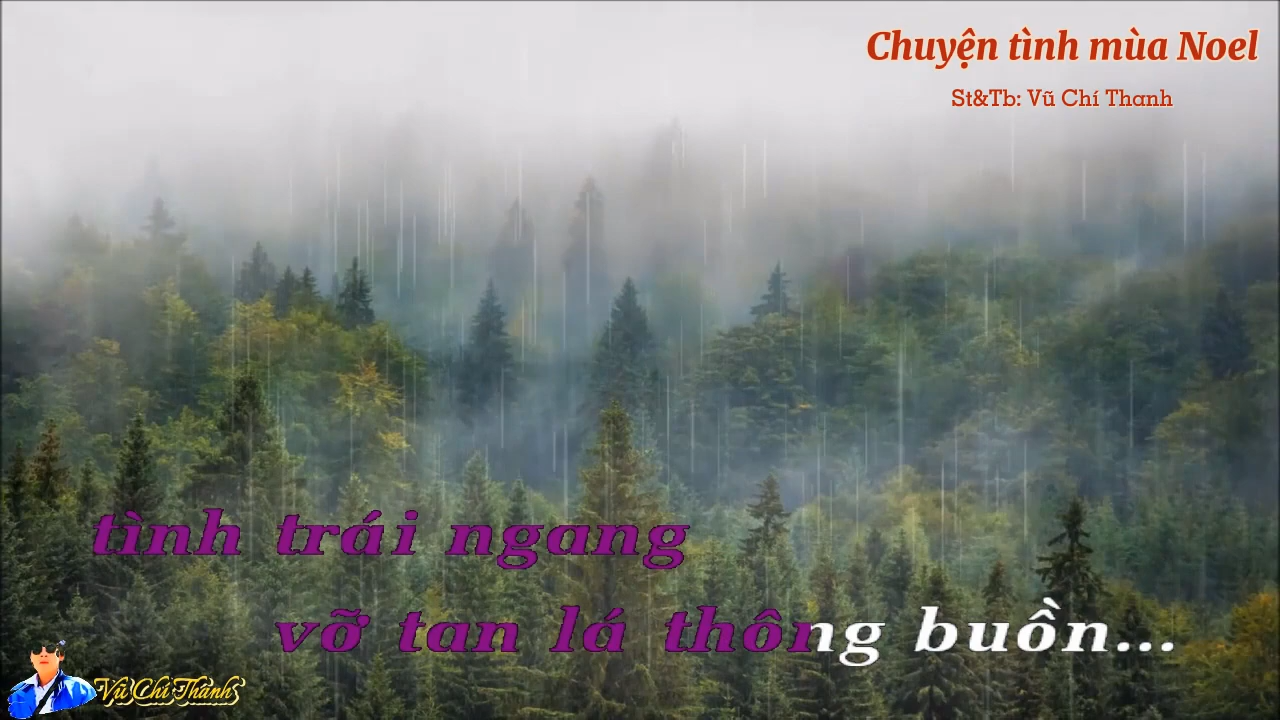 Chuyện tình mùa Noel
St&Tb: Vũ Chí Thanh
tình trái ngang
vỡ tan lá thông buồn...
Vũ Chí Thành